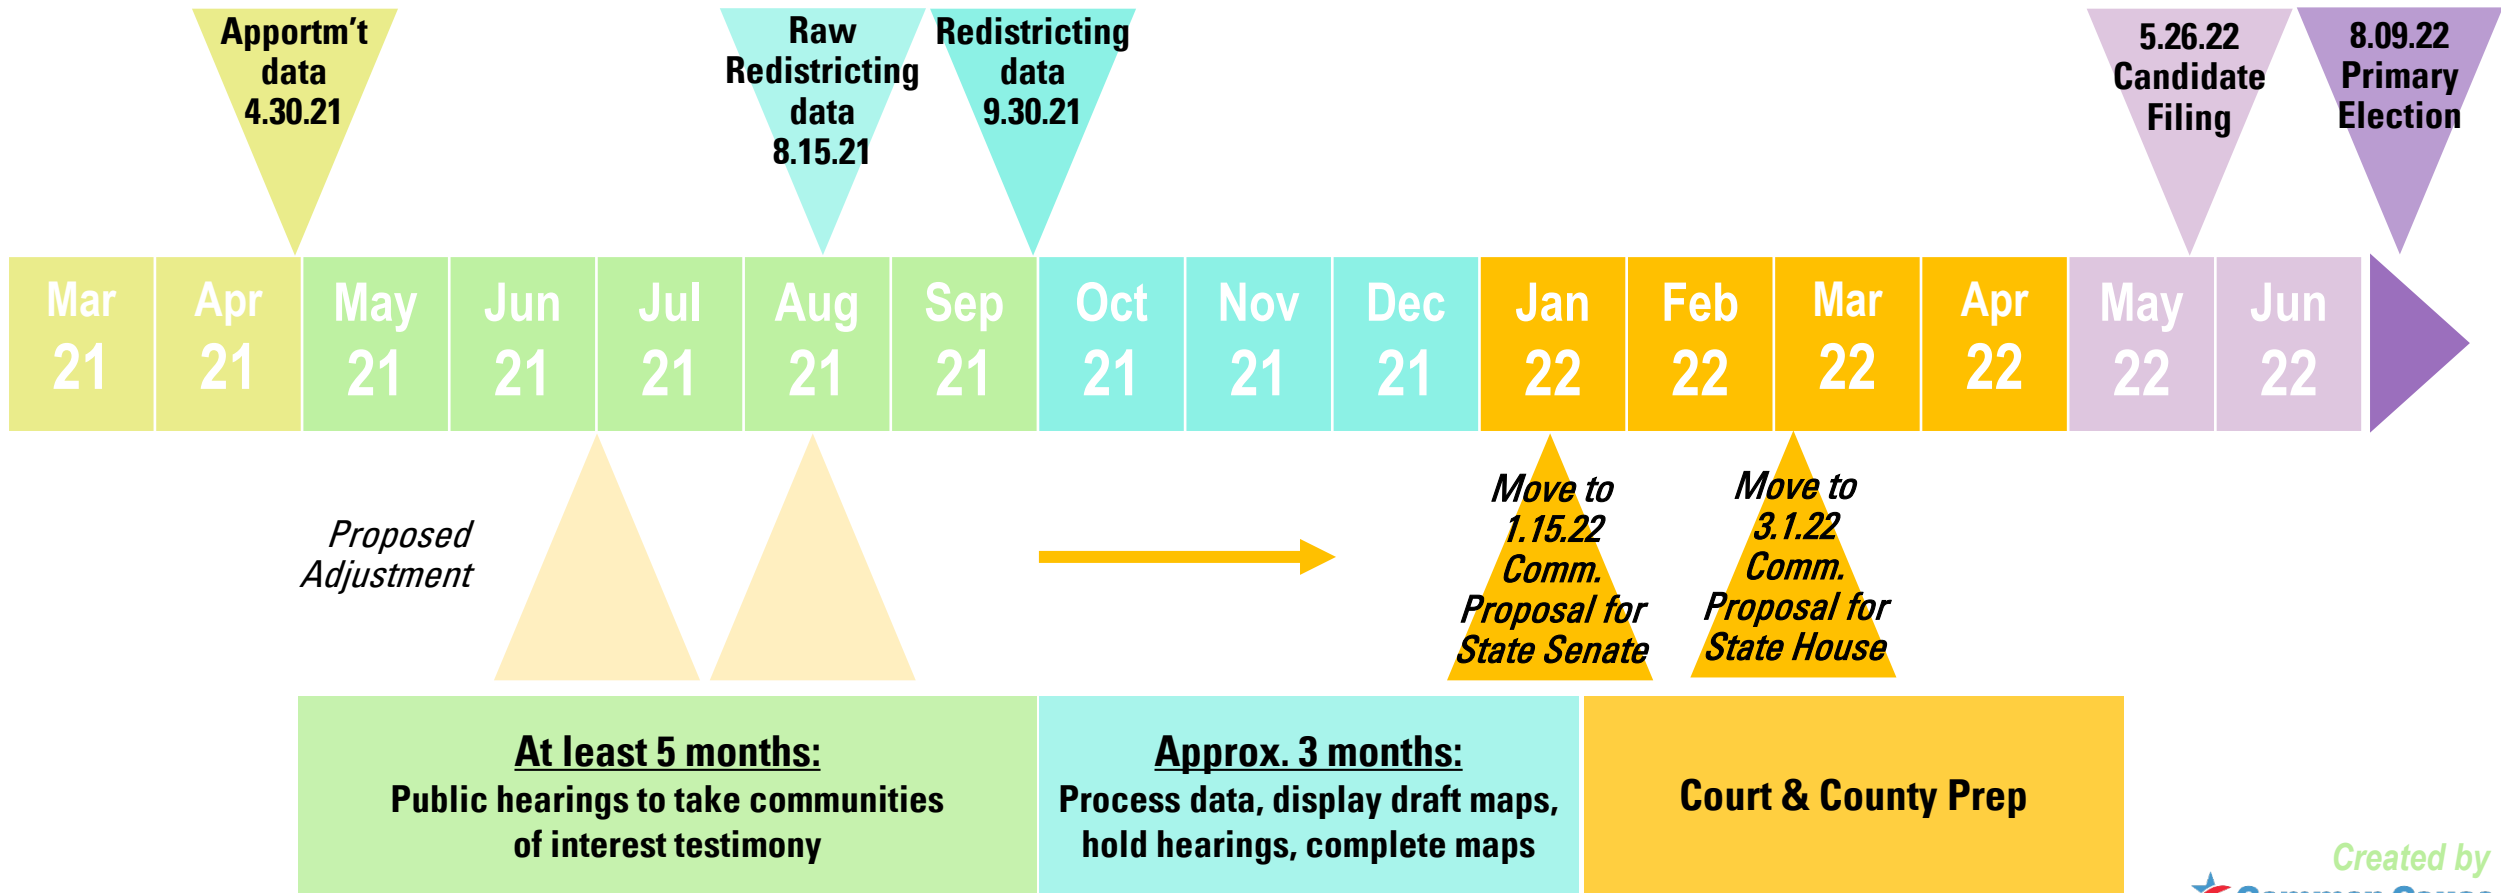 Apportm't
data
4.30.21
Raw
Redistricting
data
8.15.21
Redistricting
data
9.30.21
5.26.22
Candidate
Filing
8.09.22
Primary
Election
Mar
21
Apr
21
May
21
Jun
21
Jul
21
Aug
21
Sep
21
Oct
21
Nov
21
Dec
21
Jan
22
Feb
22
Mar
22
Apr
22
May
22
Jun
22
Proposed
Adjustment
Move to
1.15.22
Comm.
Proposal for
State Senate
Move to
3.1.22
Comm.
Proposal for
State House
At least 5 months:
Public hearings to take communities
of interest testimony
Approx. 3 months:
Process data, display draft maps,
hold hearings, complete maps
Court & County Prep
Created by
Common Cause